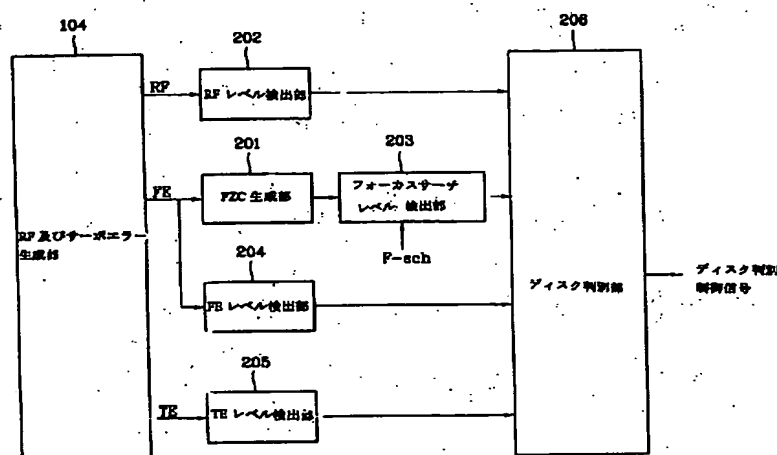 104
202
206
RF
RFレベル検出部
201
203
FE
FZC 生成部
フォーカスサーチ
レベル 検出部
RF 及びサーボエラー
生成部
F-sch
204
FE レベル検出部
ディスク判別部
ディスク判別
制御信号
205
TE
TE レベル検出部